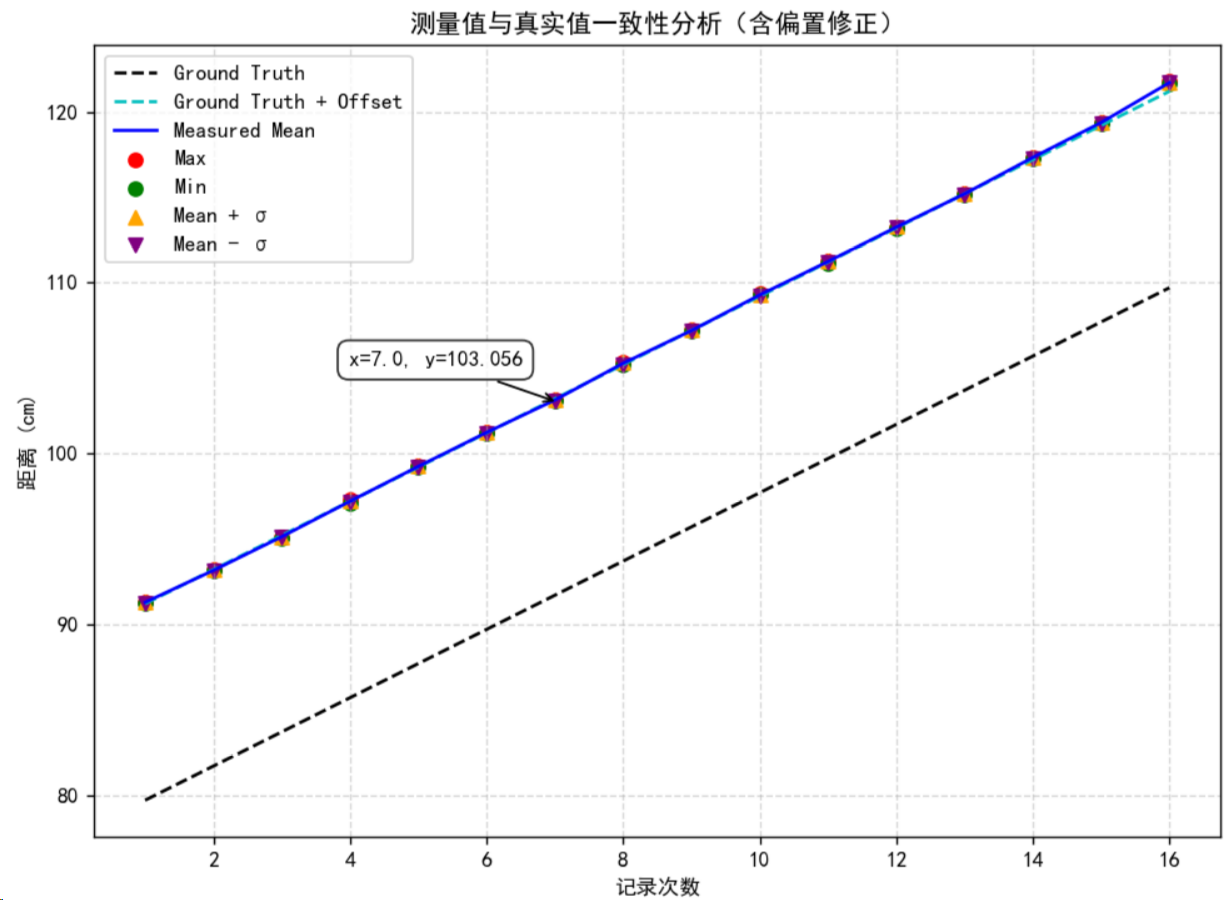 测量值与真实值一致性分析（含偏置修正）
Ground Truth
Ground Truth + Offset
Measured Mean
Max
Min
Mean + σ
Mean − σ
x=7.0, y=103.056
120
110
100
90
80
距离 (cm)
2 4 6 8 10 12 14 16
记录次数